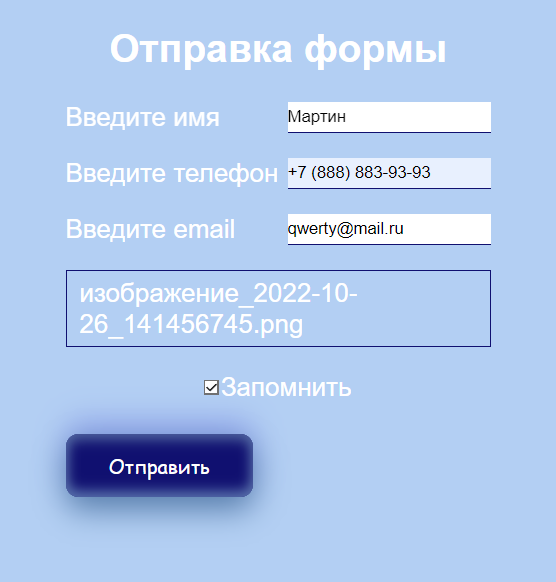 Отправка формы
Введите имя Мартин
Введите телефон +7 (888) 883-93-93
Введите email qwerty@mail.ru
изображение_2022-10-
26_141456745.png
Запомнить
Отправить